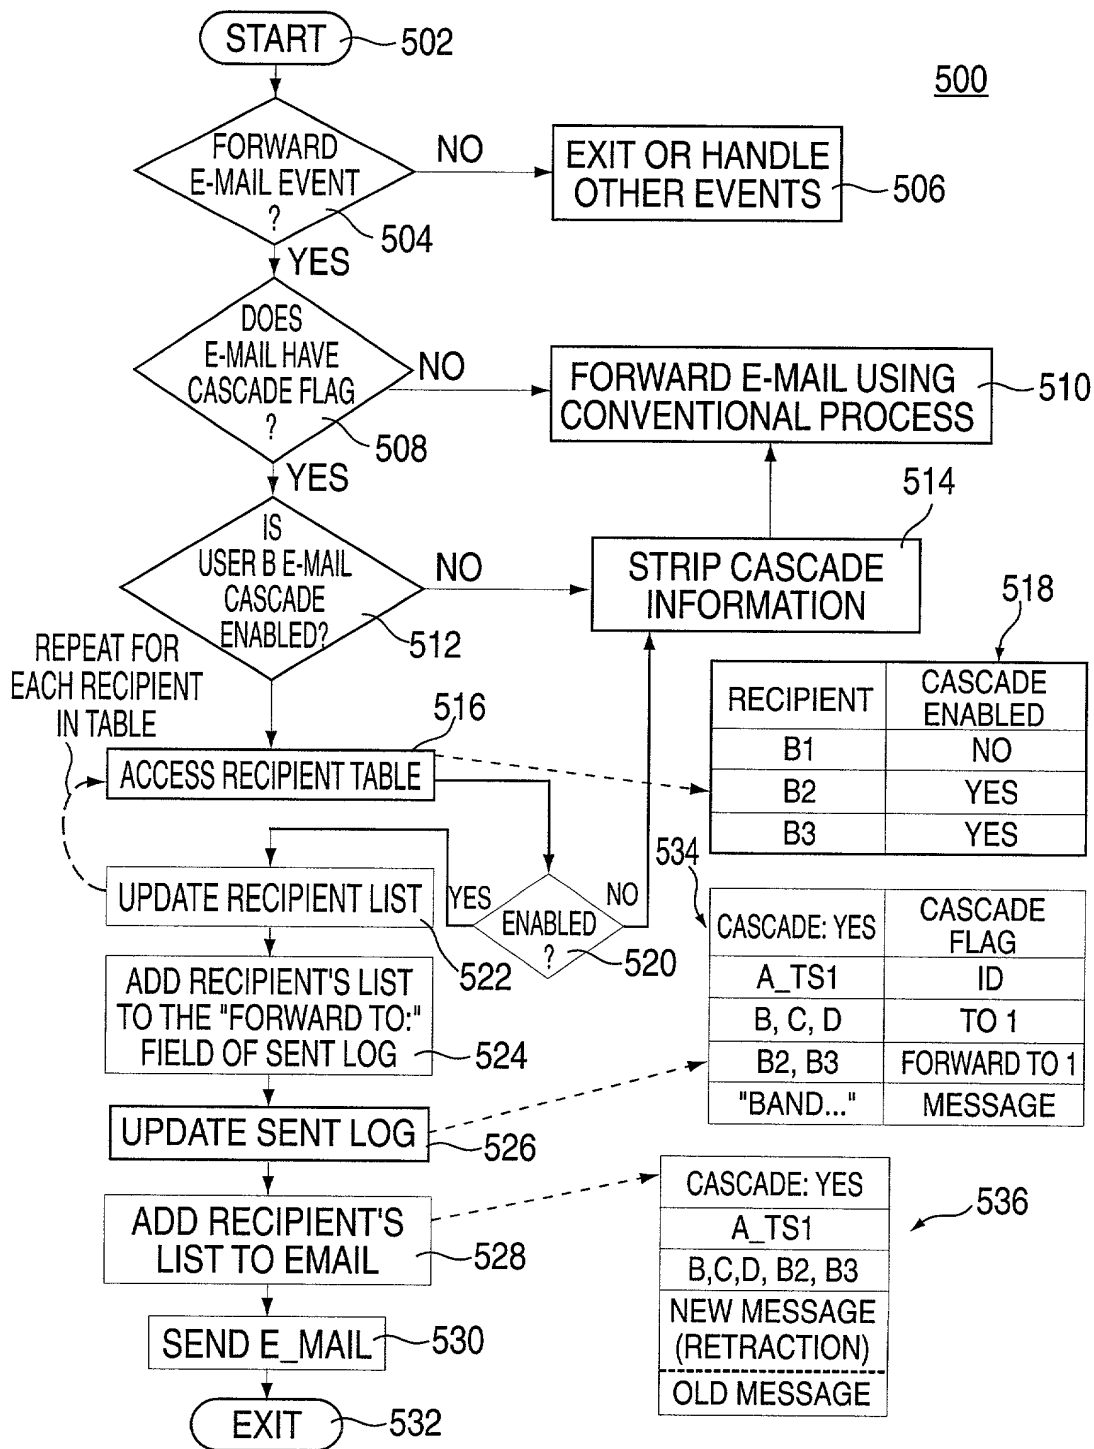 START
502
500
FORWARD
E-MAIL EVENT
?
504
NO
EXIT OR HANDLE
OTHER EVENTS
506
YES
DOES
E-MAIL HAVE
CASCADE FLAG
?
508
NO
FORWARD E-MAIL USING
CONVENTIONAL PROCESS
510
YES
IS
USER B E-MAIL
CASCADE
ENABLED?
512
NO
STRIP CASCADE
INFORMATION
514
518
REPEAT FOR
EACH RECIPIENT
IN TABLE
RECIPIENT
CASCADE
ENABLED
B1
NO
B2
YES
B3
YES
516
ACCESS RECIPIENT TABLE
ENABLED
?
520
YES
NO
UPDATE RECIPIENT LIST
522
534
CASCADE: YES
CASCADE
FLAG
A_TS1
ID
B, C, D
TO 1
B2, B3
FORWARD TO 1
"BAND..."
MESSAGE
ADD RECIPIENT'S LIST
TO THE "FORWARD TO:"
FIELD OF SENT LOG
524
UPDATE SENT LOG
526
ADD RECIPIENT'S
LIST TO EMAIL
528
CASCADE: YES
A_TS1
B,C,D, B2, B3
NEW MESSAGE
(RETRACTION)
OLD MESSAGE
536
SEND E_MAIL
530
EXIT
532